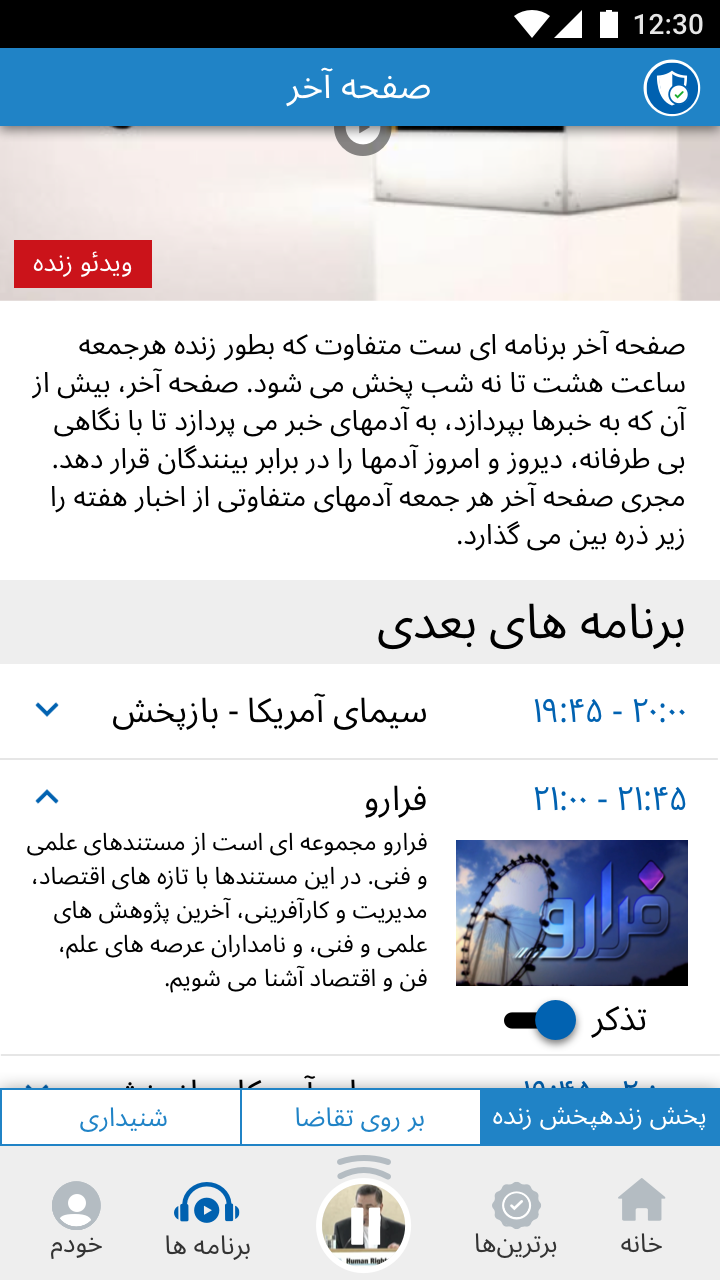 12:30
صفحه آخر
ویدئو زنده
صفحه آخر برنامه ای ست متفاوت که بطور زنده هرجمعه
ساعت هشت تا نه شب پخش می شود. صفحه آخر، بیش از
آن که به خبرها بپردازد، به آدمهای خبر می پردازد تا با نگاهی
بی طرفانه، دیروز و امروز آدمها را در برابر بینندگان قرار دهد.
مجری صفحه آخر هر جمعه آدمهای متفاوتی از اخبار هفته را
زیر ذره بین می گذارد.
برنامه های بعدی
۱۹:۴۵ - ۲۰:۰۰
سیمای آمریکا - بازپخش
۲۱:۰۰ - ۲۱:۴۵
فرارو
فرارو مجموعه ای است از مستندهای علمی
و فنی. در این مستندها با تازه های اقتصاد،
مدیریت و کارآفرینی، آخرین پژوهش های
علمی و فنی، و نامداران عرصه های علم،
فن و اقتصاد آشنا می شویم.
فرارو...
تذکر
پخش زندهپخش زنده
بر روی تقاضا
شنیداری
Human Right
خانه
برترین‌ها
برنامه ها
خودم